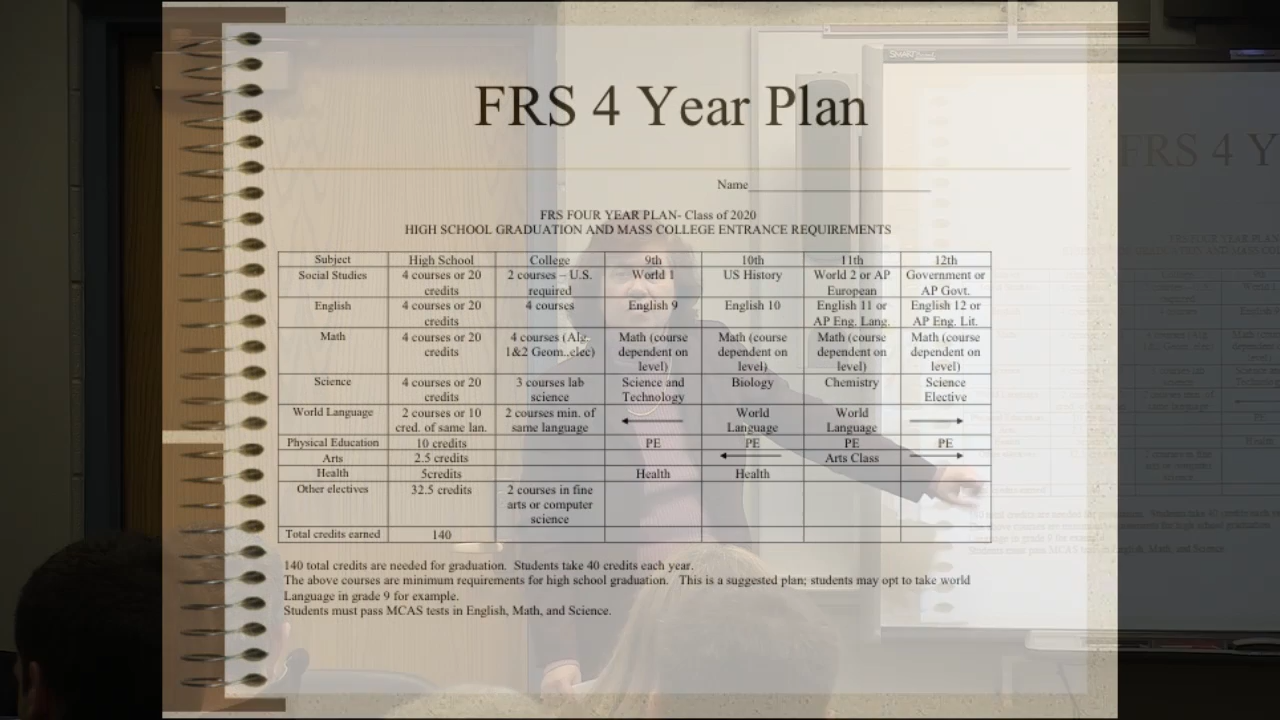 FRS 4 Year Plan
Name
FRS FOUR YEAR PLAN- Class of 2020
HIGH SCHOOL GRADUATION AND MASS COLLEGE ENTRANCE REQUIREMENTS
Subject High School College 9th 10th 11th 12th
Social Studies 4 courses or 20 2 courses – U.S. World 1 US History World 2 or AP Government or
credits required European AP Govt.
English 4 courses or 20 4 courses English 9 English 10 English 11 or English 12 or
credits AP Eng. Lang. AP Eng. Lit.
Math 4 courses or 20 4 courses (Alg. Math (course Math (course Math (course Math (course
credits 1&2 Geom.,elec) dependent on dependent on dependent on dependent on
level) level) level) level)
Science 4 courses or 20 3 courses lab Science and Biology Chemistry Science
credits science Technology Elective
World Language 2 courses or 10 2 courses min. of World World
cred. of same lan. same language Language Language
Physical Education 10 credits PE PE PE PE
Arts 2.5 credits Arts Class
Health 5credits Health Health
Other electives 32.5 credits 2 courses in fine
arts or computer
science
Total credits earned 140
140 total credits are needed for graduation. Students take 40 credits each year.
The above courses are minimum requirements for high school graduation. This is a suggested plan; students may opt to take world
Language in grade 9 for example.
Students must pass MCAS tests in English, Math, and Science.
FRS 4 Y